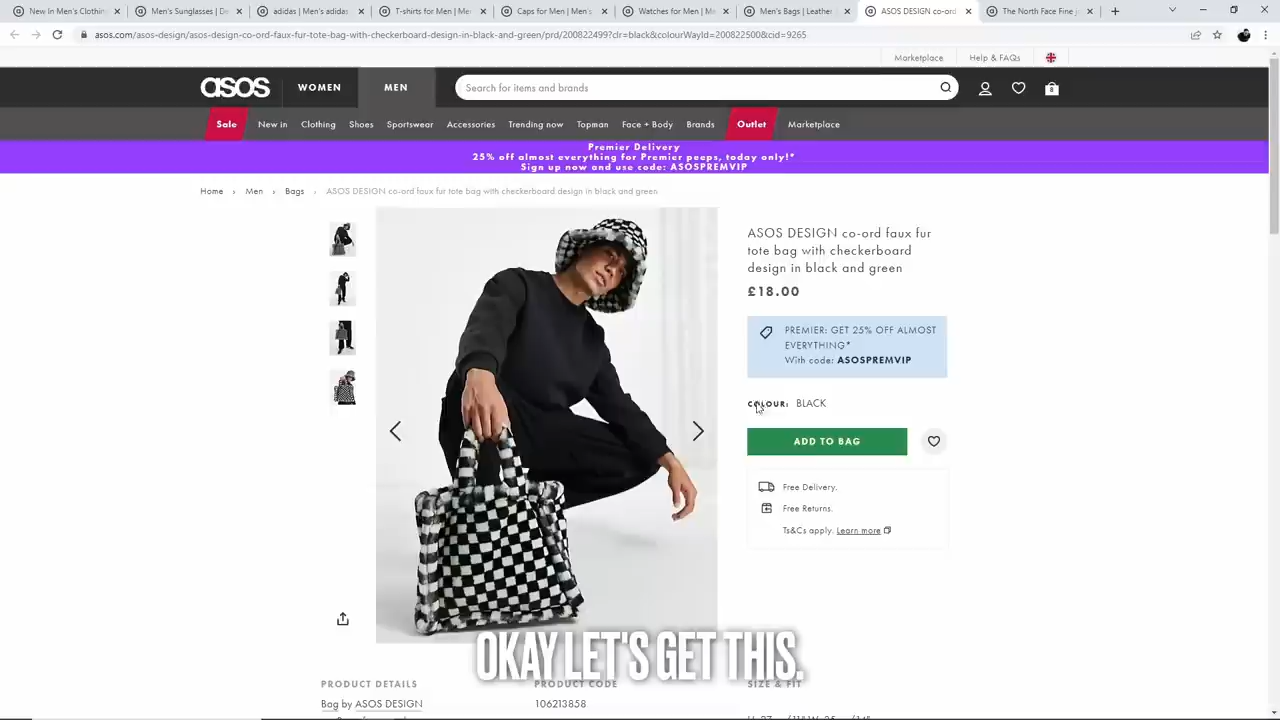 New In Men's Clothin
Men's Sunglasses | De
adidas | Men's adidas
T-shirts for Men | Men
Caps for Men | Men's
Watches for Men | M
Men's Bags | Leather
ASOS DESIGN co-ord
The North Face Fine
asos.com/asos-design/asos-design-co-ord-faux-fur-tote-bag-with-checkerboard-design-in-black-and-green/prd/200822499?clr=black&colourWayId=200822500&cid=9265
Marketplace
Help & FAQs
asos
WOMEN
MEN
Search for items and brands
8
Sale
New in
Clothing
Shoes
Sportswear
Accessories
Trending now
Topman
Face + Body
Brands
Outlet
Marketplace
Premier Delivery
25% off almost everything for Premier peeps, today only!*
Sign up now and use code: ASOSPREMVIP
Home › Men › Bags › ASOS DESIGN co-ord faux fur tote bag with checkerboard design in black and green
ASOS DESIGN co-ord faux fur
tote bag with checkerboard
design in black and green
£18.00
PREMIER: GET 25% OFF ALMOST
EVERYTHING*
With code: ASOSPREMVIP
COLOUR: BLACK
ADD TO BAG
Free Delivery.
Free Returns.
Ts&Cs apply. Learn more
OKAY LET'S GET THIS.
PRODUCT DETAILS
Bag by ASOS DESIGN
PRODUCT CODE
106213858
SIZE & FIT